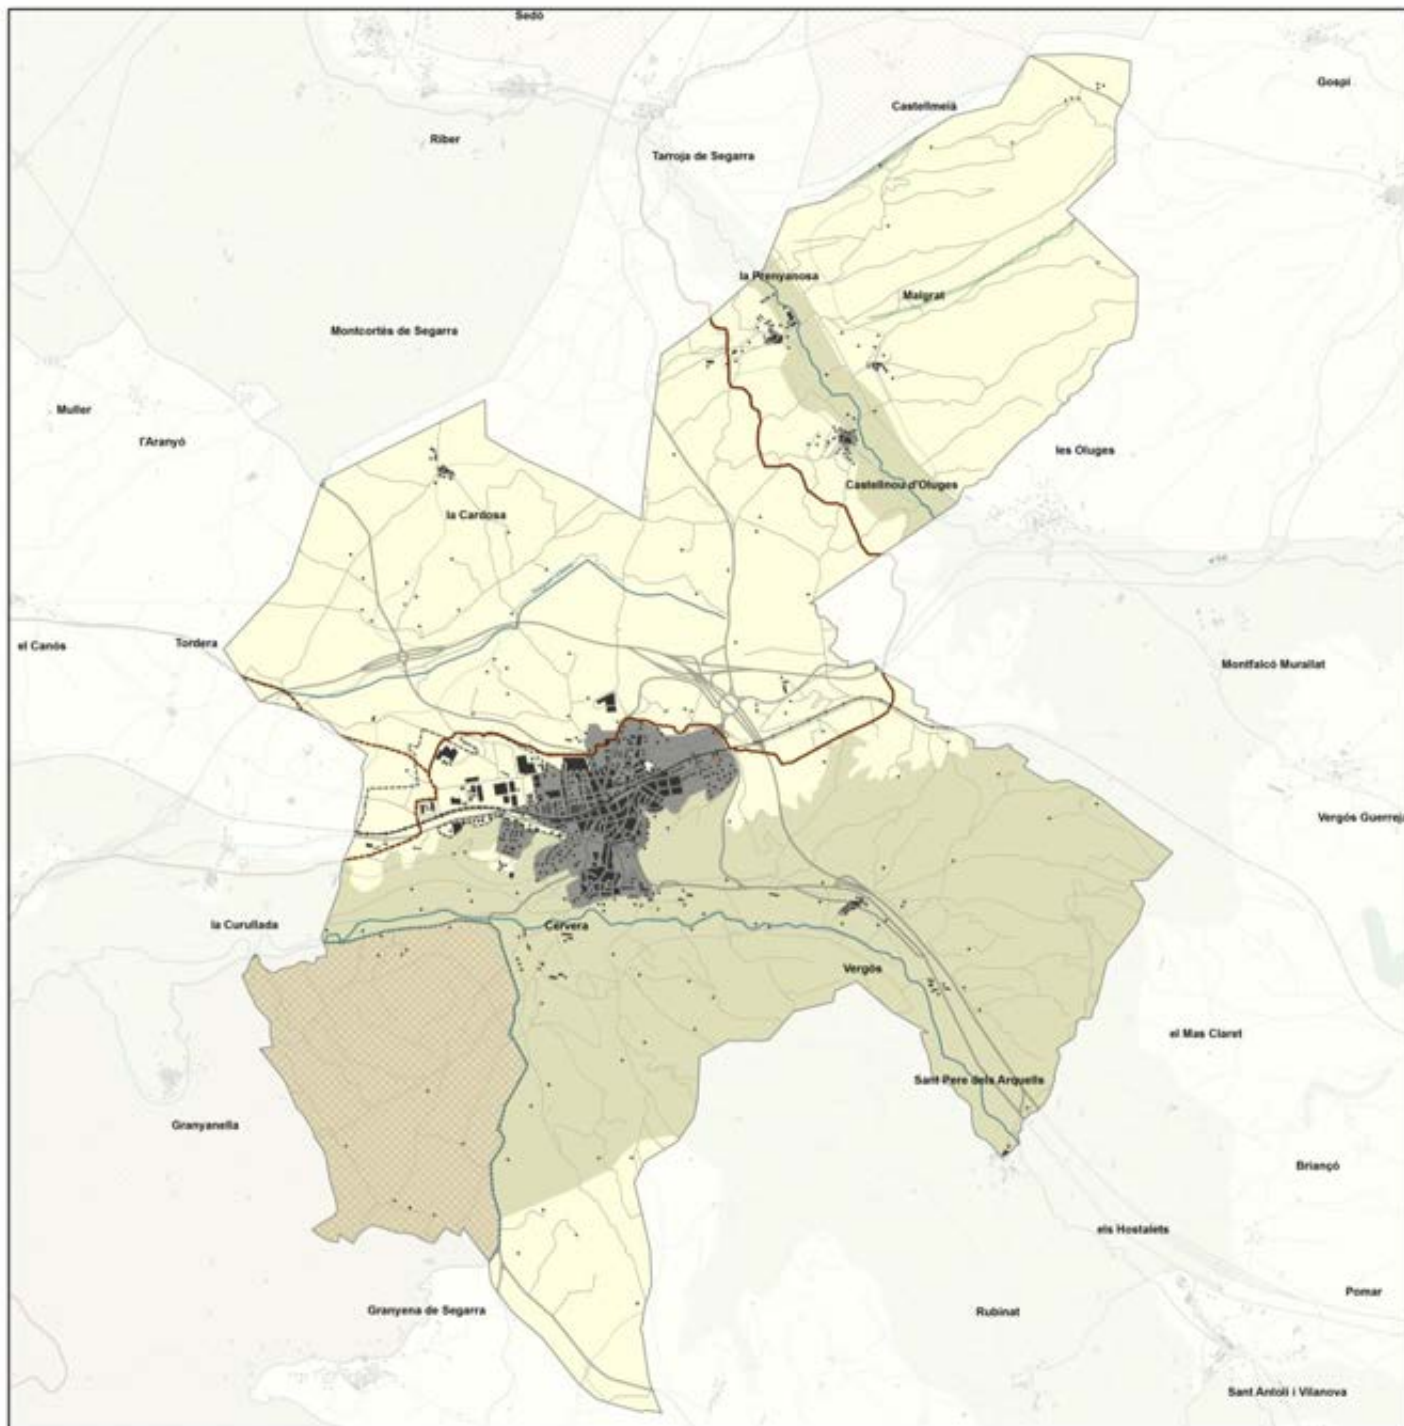 Sedó
Gospí
Castellmeià
Riber
Tarroja de Segarra
la Prenyanosa
Malgrat
Montcortès de Segarra
Muller
l'Aranyó
les Oluges
Castellnou d'Oluges
la Cardosa
el Canós
Tordera
Montfalcó Murallat
Vergós Guerreja
la Curullada
Cervera
Vergós
el Mas Claret
Sant Pere dels Arquells
Granyanella
Briançó
els Hostalets
Pomar
Granyena de Segarra
Rubinat
Sant Antolí i Vilanova